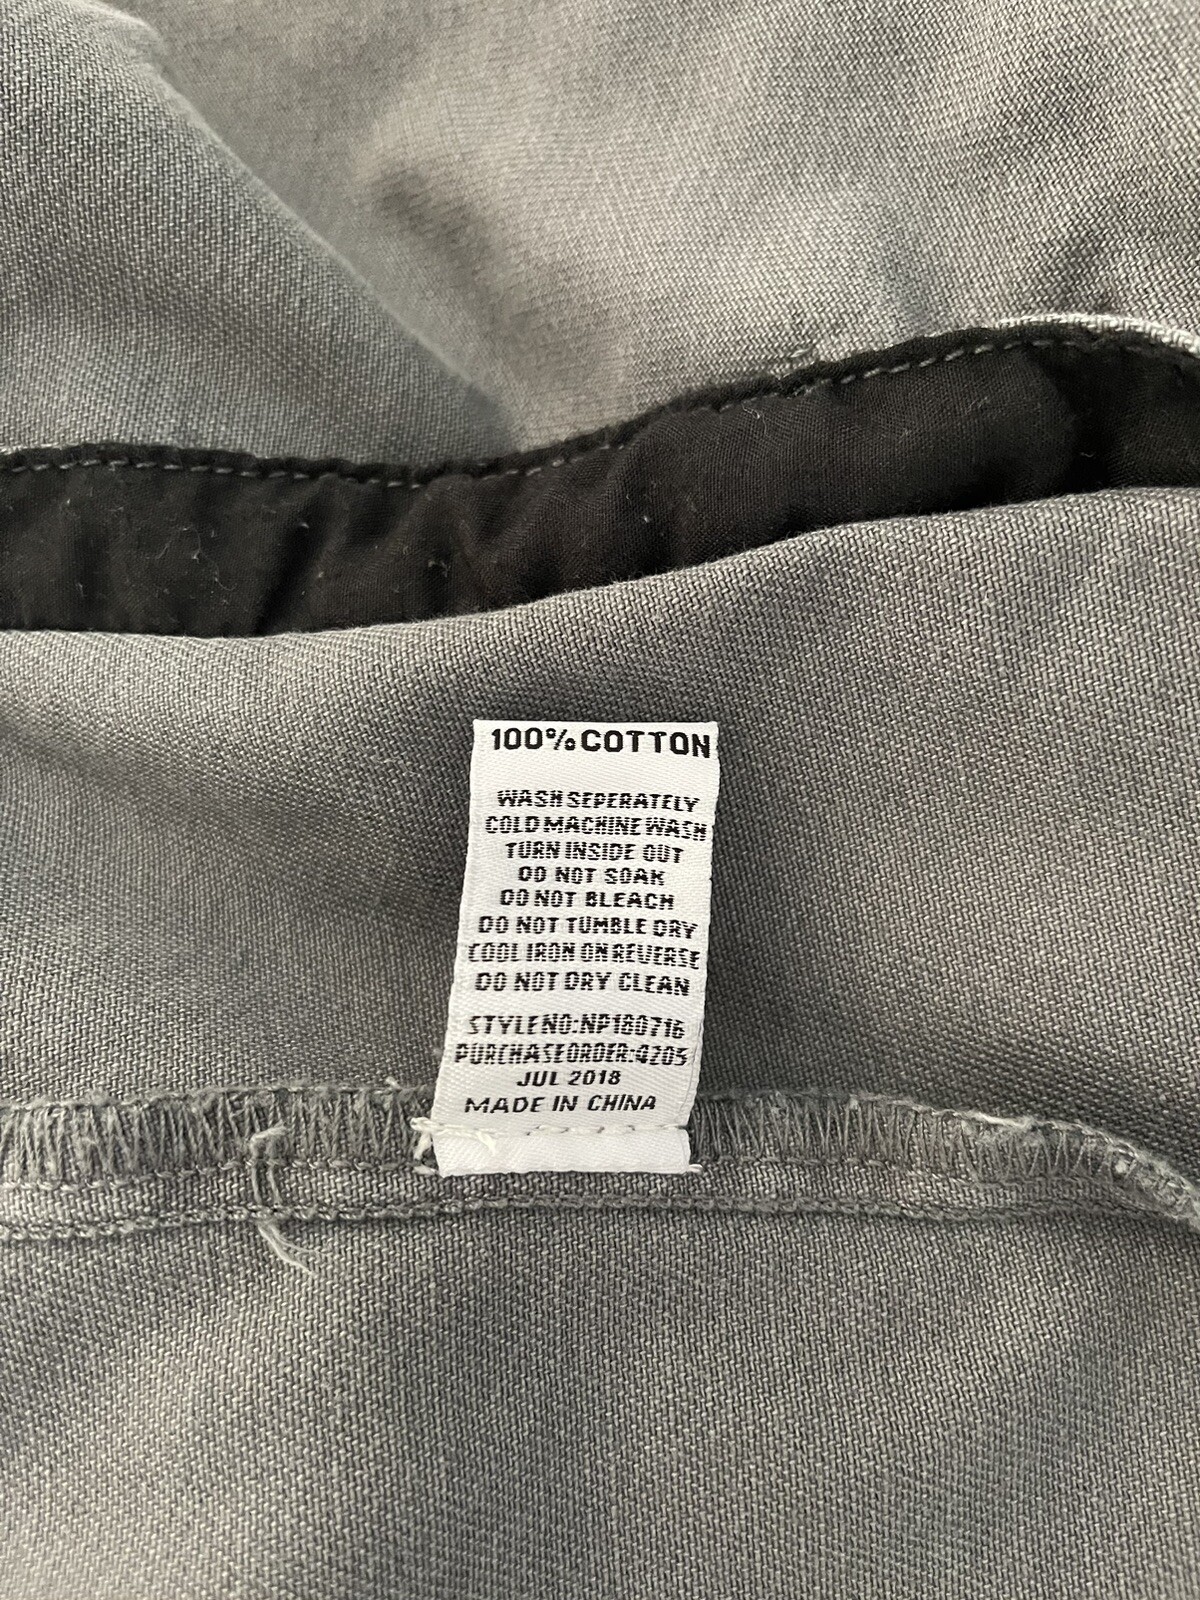 100% COTTON
WASH SEPERATELY
COLD MACHINE WASH
TURN INSIDE OUT
DO NOT SOAK
DO NOT BLEACH
DO NOT TUMBLE DRY
COOL IRON ON REVERSE
DO NOT DRY CLEAN
STYLE NO:NP180716
PURCHASE ORDER:4205
JUL 2018
MADE IN CHINA